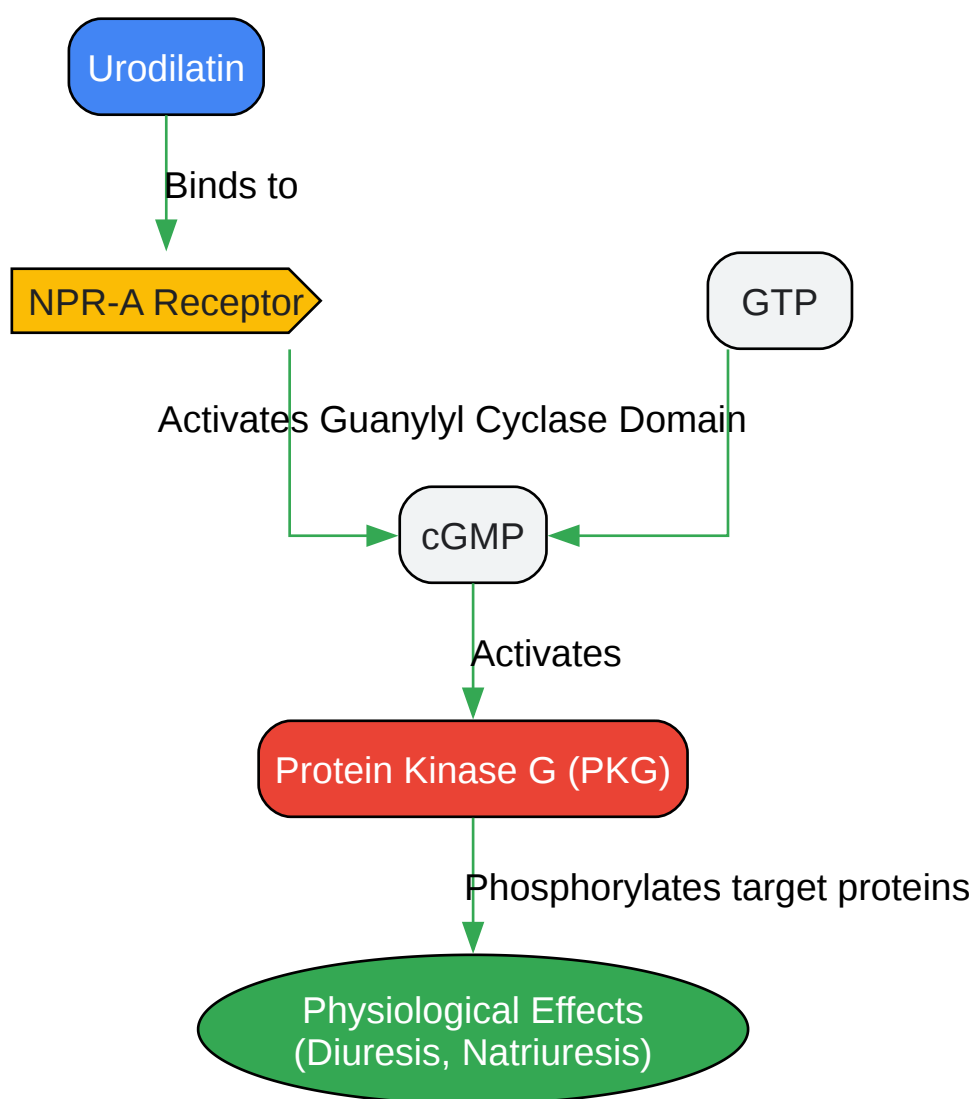 Urodilatin
Binds to
NPR-A Receptor
GTP
Activates Guanylyl Cyclase Domain
cGMP
Activates
Protein Kinase G (PKG)
Phosphorylates target proteins
Physiological Effects
(Diuresis, Natriuresis)